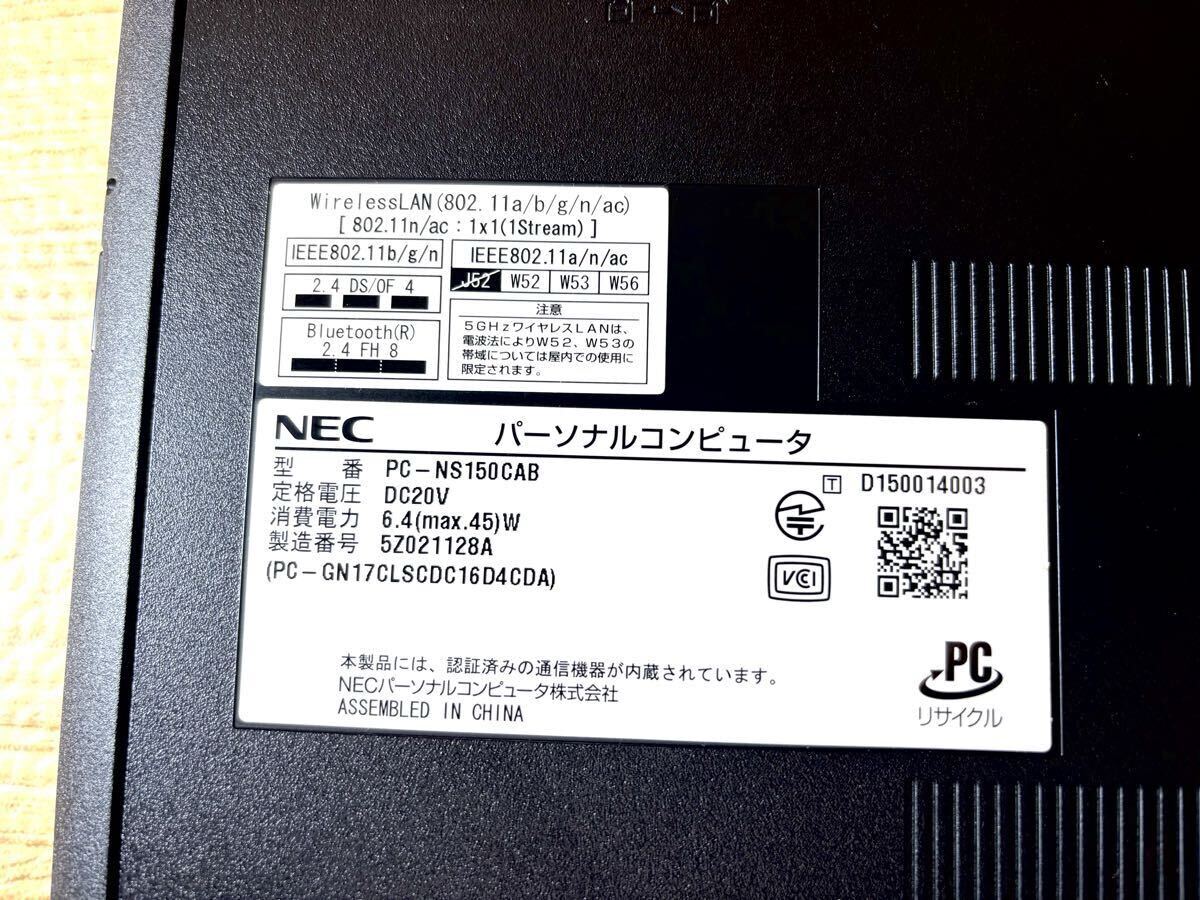 WirelessLAN(802.11a/b/g/n/ac)
[ 802.11n/ac : 1x1(1Stream) ]
IEEE802.11b/g/n
IEEE802.11a/n/ac
J52 W52 W53 W56
2.4 DS/OF 4
Bluetooth(R)
2.4 FH 8
注意
5GHzワイヤレスLANは、
電波法によりW52、W53の
帯域については屋内での使用に
限定されます。
NEC パーソナルコンピュータ
型 番 PC-NS150CAB
定格電圧 DC20V
消費電力 6.4(max.45)W
製造番号 5Z021128A
(PC-GN17CLSCDC16D4CDA)
T D150014003
VCCI
本製品には、認証済みの通信機器が内蔵されています。
NECパーソナルコンピュータ株式会社
ASSEMBLED IN CHINA
PC
リサイクル